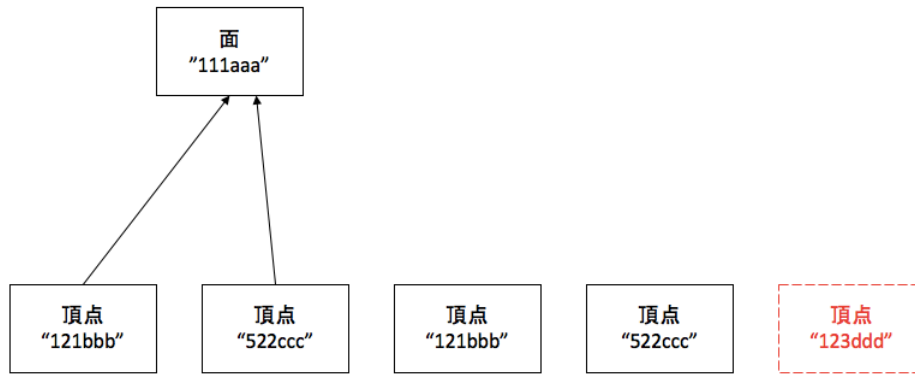 面
”111aaa”
頂点
“121bbb”
頂点
“522ccc”
頂点
“121bbb”
頂点
“522ccc”
頂点
“123ddd”